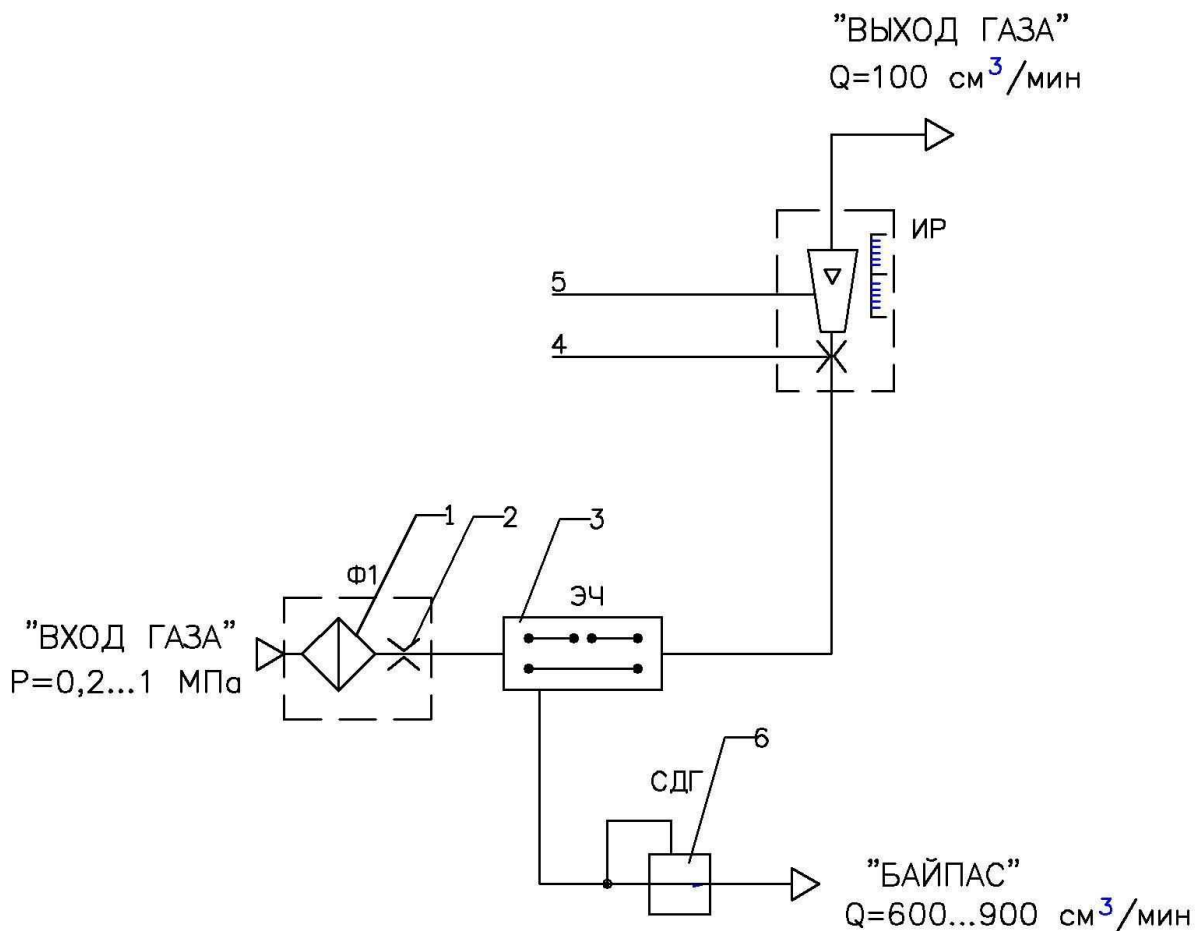 "ВЫХОД ГАЗА"
Q=100 см³/мин
ИР
5
4
1
2
3
Ф1
ЭЧ
"ВХОД ГАЗА"
Р=0,2...1 МПа
6
СДГ
"БАЙПАС"
Q=600...900 см³/мин